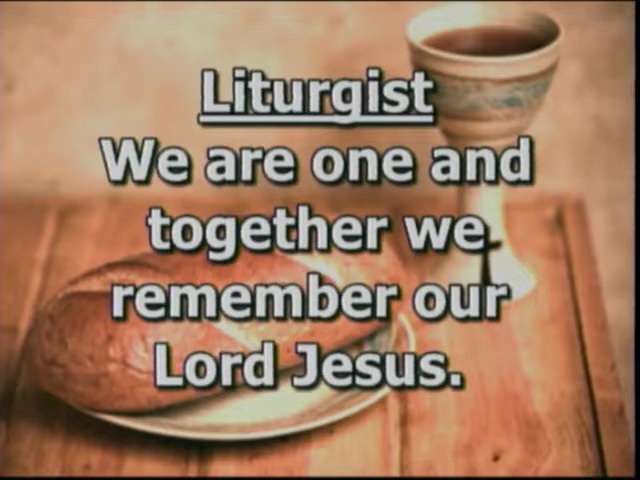 Liturgist
We are one and
together we
remember our
Lord Jesus.